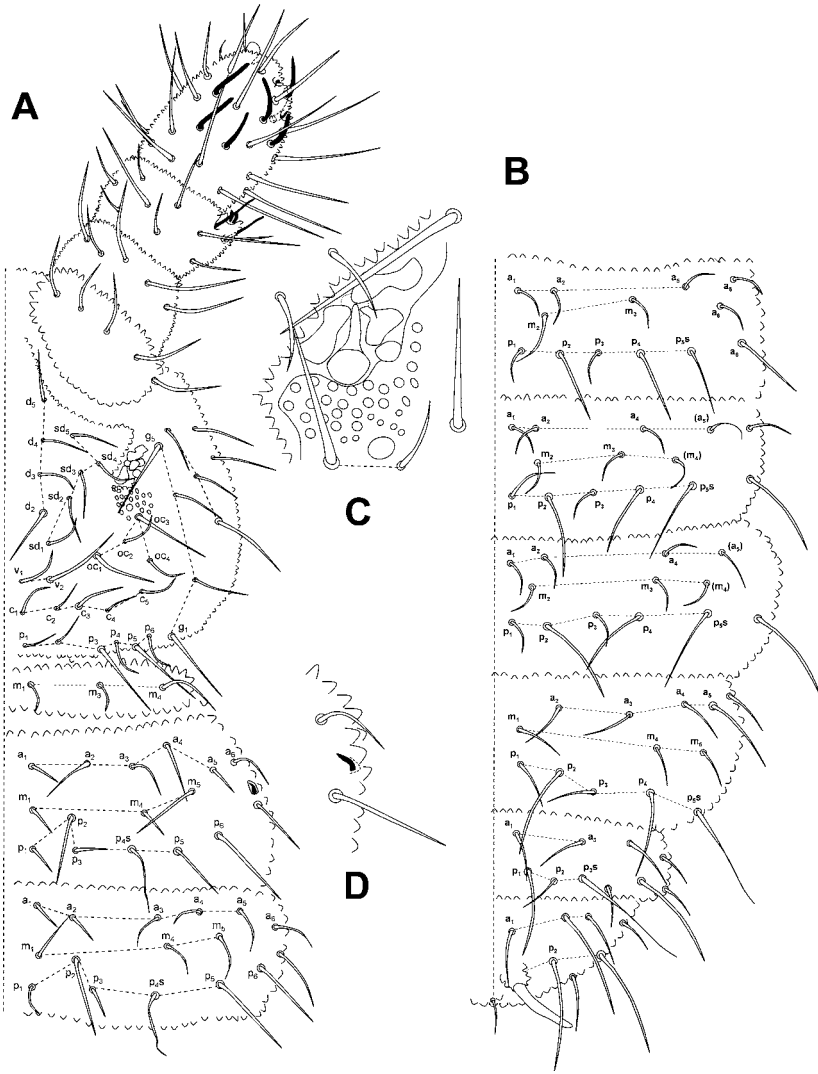 A
d5
d4 sd5
sd4 g5
d3 sd3
sd2
d2
sd1 oc3
v1 v2 oc1 oc2 oc4
c1 c2 c3 c4 c5
p1 p3 p4 p5 p6 g1
m1 m3 m4
a1 a2 a3 a4 a5 a6
m1 m4 m5
p1 p2 p3 p4s p5 p6
a1 a2 a3 a4 a5 a6
m1 m4 m5
p1 p2 p3 p4s p5 p6
C
D
B
a1 a2 a5 a6
m2 m3 a6
p1 p2 p3 p4 p5s a6
a1 a2 a4 (a5)
m2 m3 (m4)
p1 p2 p3 p4 p5s
a1 a2 a4 (a5)
m2 m3 (m4)
p1 p2 p3 p4 p5s
a2 a3 a4 a5
m1 m4 m5
p1 p2 p3 p4 p5s
a1 a3
p1 p2 p3s
a1
p2